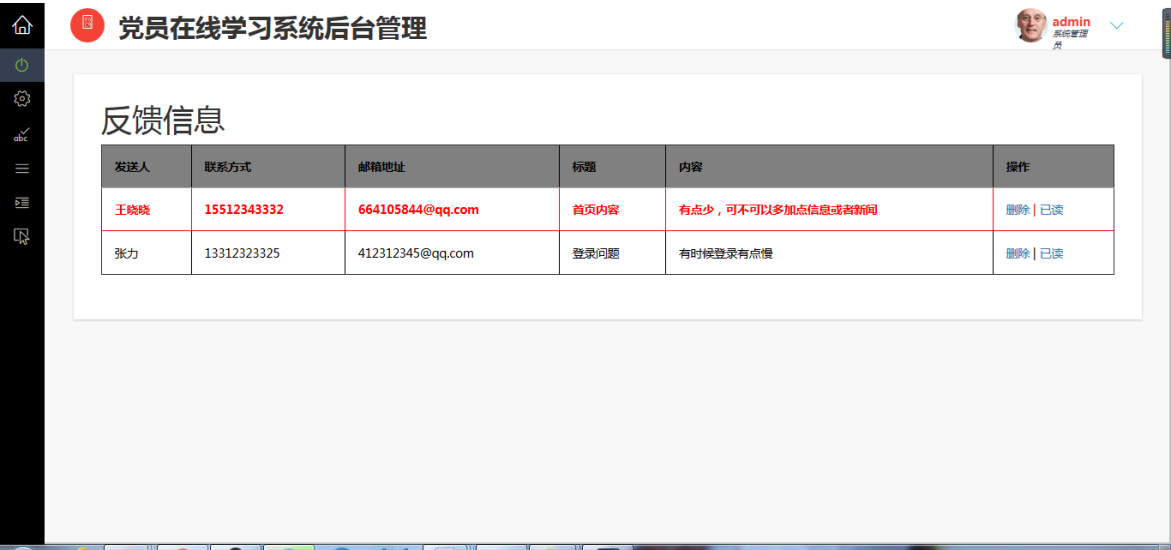 党员在线学习系统后台管理
admin
系统管理
员
abc
反馈信息
发送人 联系方式 邮箱地址 标题 内容 操作
王晓晓 15512343332 664105844@qq.com 首页内容 有点少，可不可以多加点信息或者新闻 删除 | 已读
张力 13312323325 412312345@qq.com 登录问题 有时候登录有点慢 删除 | 已读